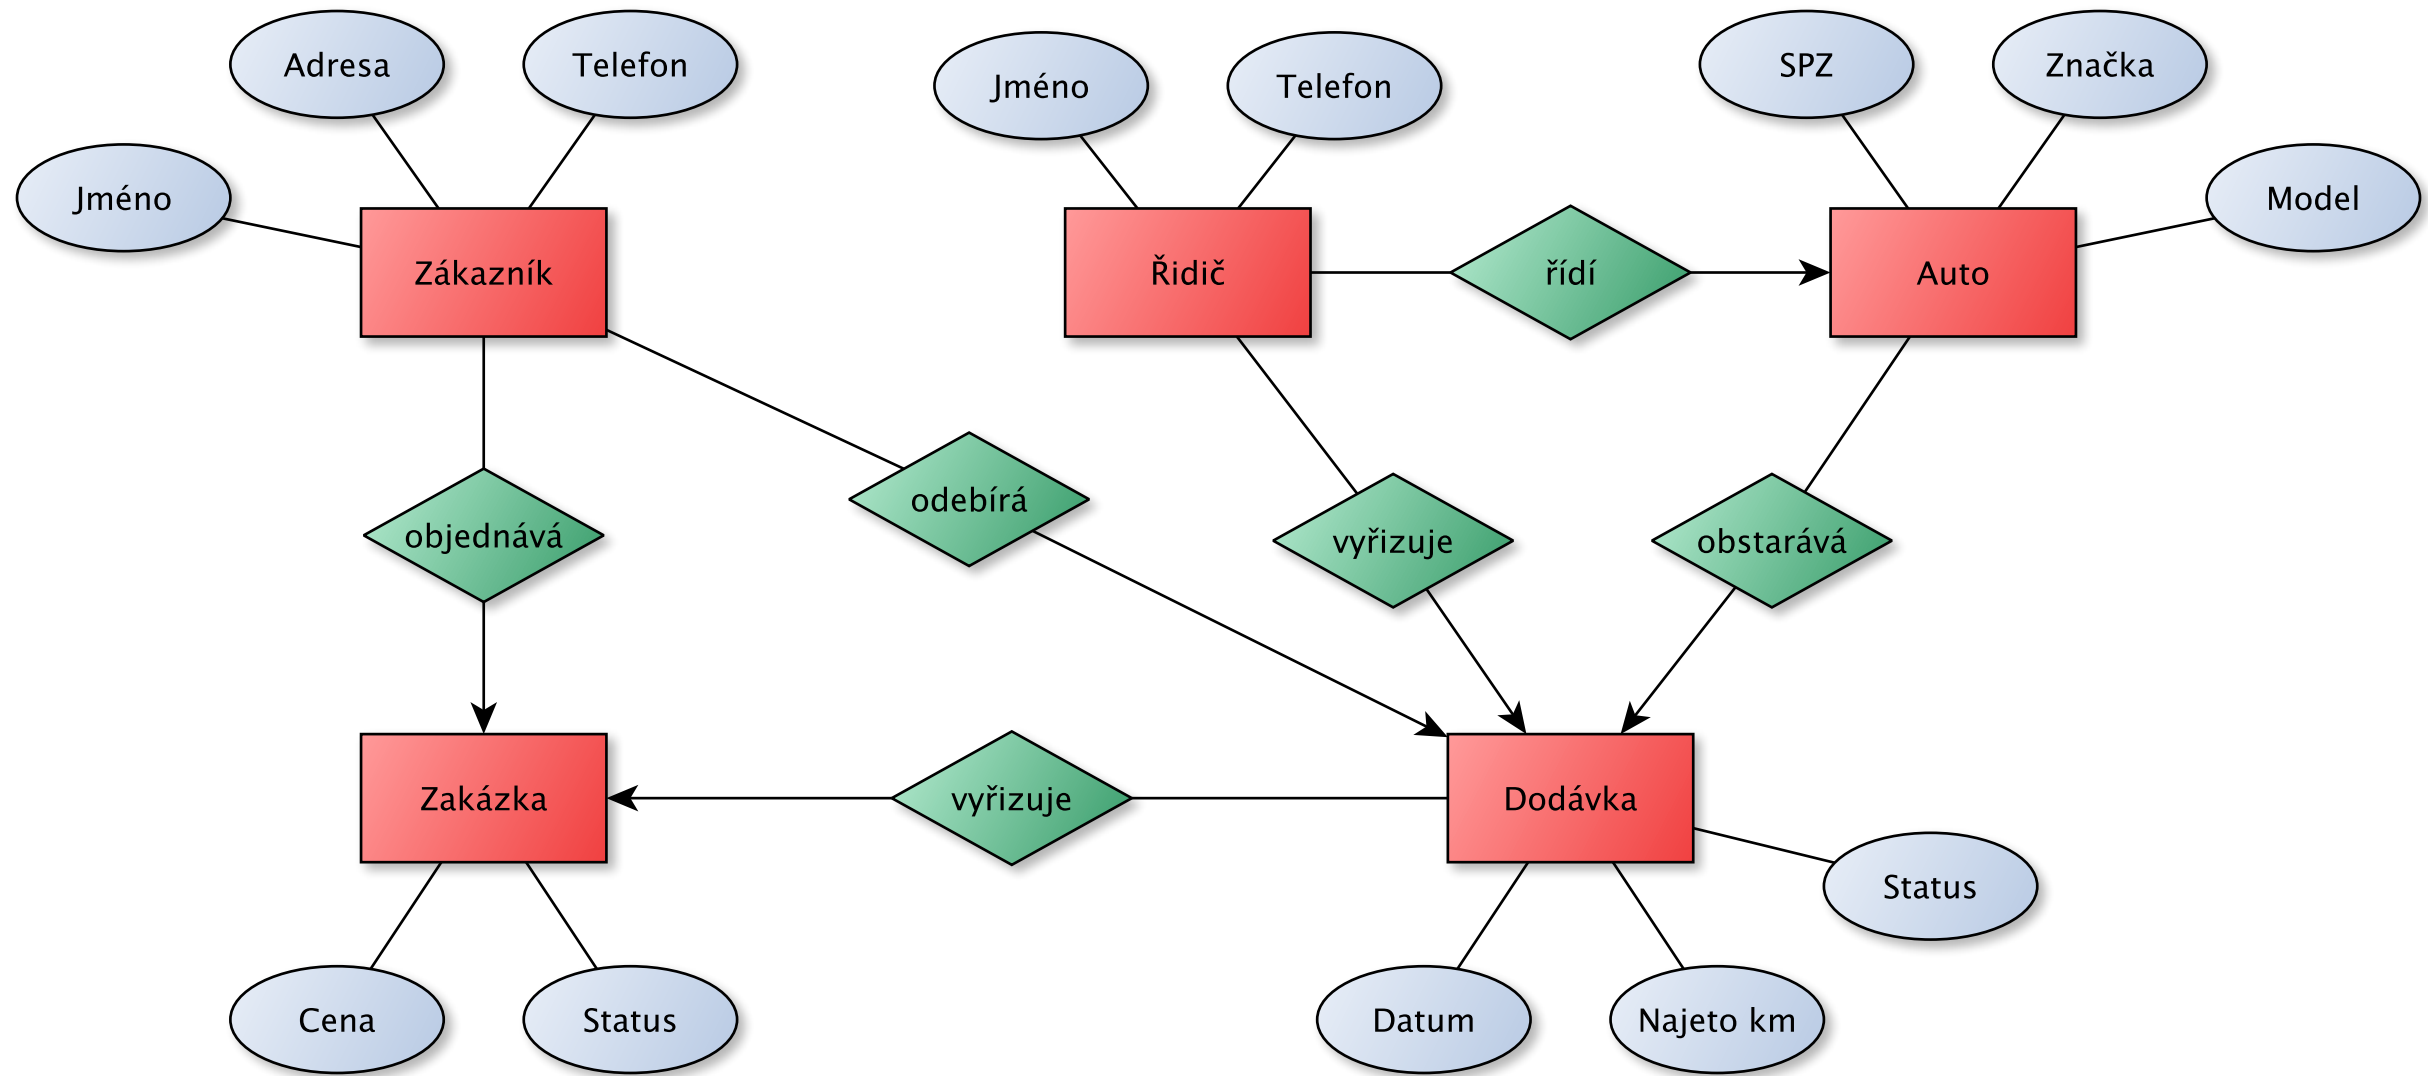 Adresa
Telefon
Jméno
Zákazník
Jméno
Telefon
Řidič
řídí
SPZ
Značka
Model
Auto
objednává
odebírá
vyřizuje
obstarává
Zakázka
vyřizuje
Dodávka
Status
Cena
Status
Datum
Najeto km